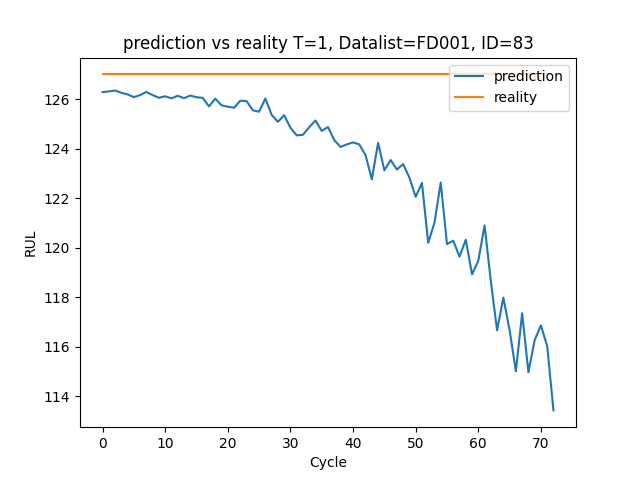 prediction vs reality T=1, Datalist=FD001, ID=83
prediction
reality
RUL
126
124
122
120
118
116
114
0 10 20 30 40 50 60 70
Cycle